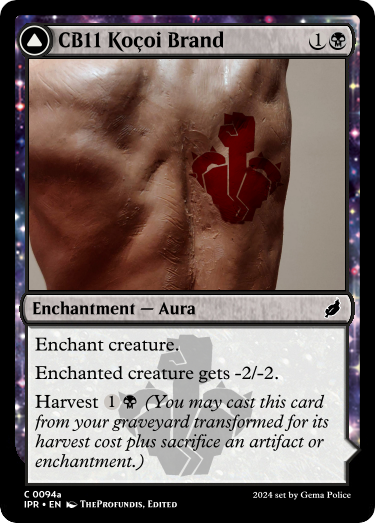 CB11 Koçoi Brand 1
Enchantment — Aura
Enchant creature.
Enchanted creature gets -2/-2.
Harvest 1 (You may cast this card
from your graveyard transformed for its
harvest cost plus sacrifice an artifact or
enchantment.)
C 0094a
IPR • EN TheProfundis, Edited
2024 set by Gema Police